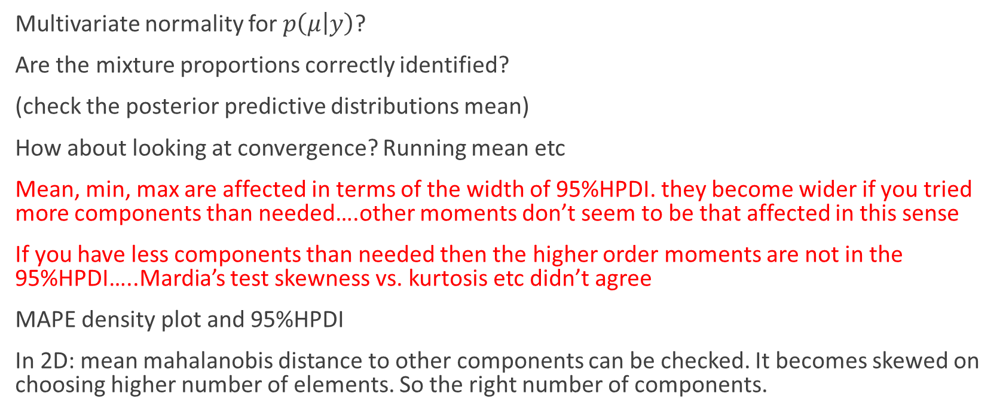 Multivariate normality for p(μ|y)?
Are the mixture proportions correctly identified?
(check the posterior predictive distributions mean)
How about looking at convergence? Running mean etc
Mean, min, max are affected in terms of the width of 95%HPDI. they become wider if you tried
more components than needed….other moments don’t seem to be that affected in this sense
If you have less components than needed then the higher order moments are not in the
95%HPDI…..Mardia’s test skewness vs. kurtosis etc didn’t agree
MAPE density plot and 95%HPDI
In 2D: mean mahalanobis distance to other components can be checked. It becomes skewed on
choosing higher number of elements. So the right number of components.